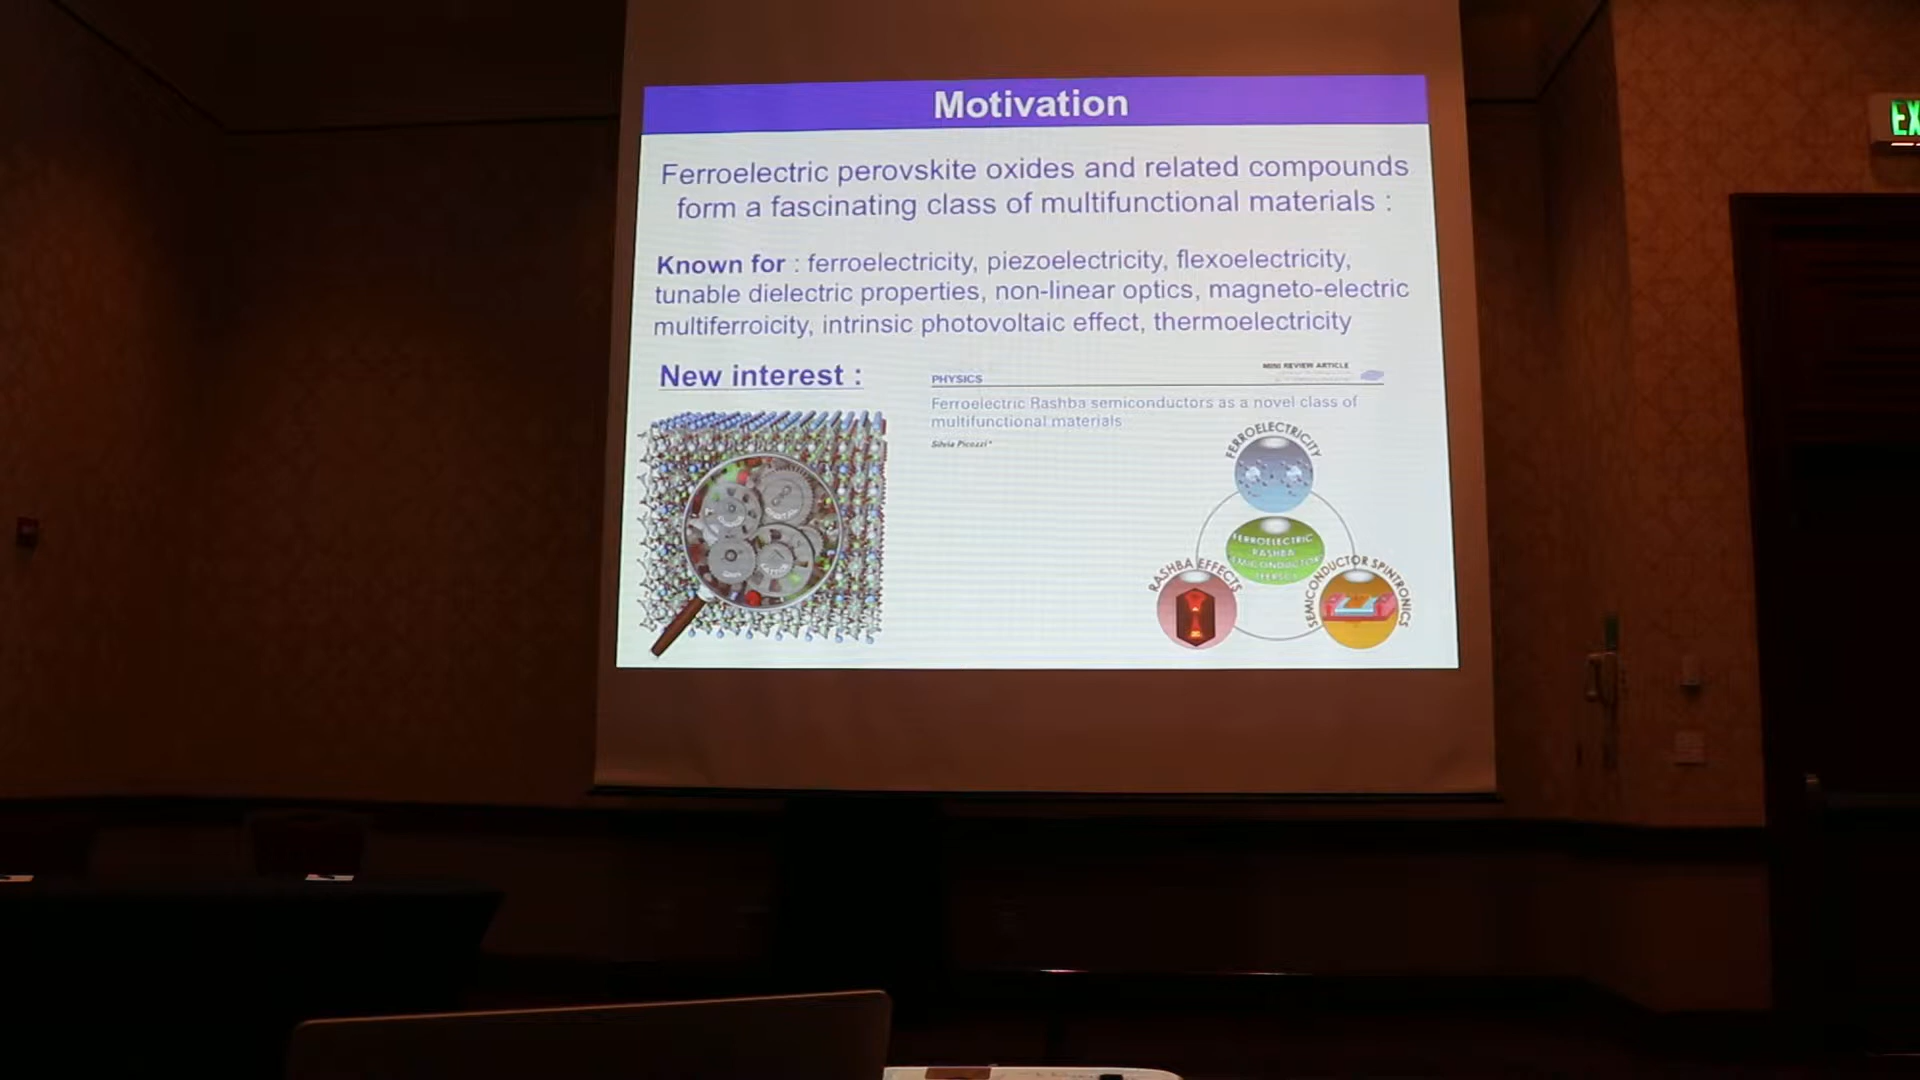 Motivation
Ferroelectric perovskite oxides and related compounds
form a fascinating class of multifunctional materials :
Known for : ferroelectricity, piezoelectricity, flexoelectricity,
tunable dielectric properties, non-linear optics, magneto-electric
multiferroicity, intrinsic photovoltaic effect, thermoelectricity
New interest :
MINI REVIEW ARTICLE
PHYSICS
Ferroelectric Rashba semiconductors as a novel class of
multifunctional materials
Silvia Picozzi*
FERROELECTRICITY
FERROELECTRIC
RASHBA
RASHBA EFFECTS
SEMICONDUCTOR SPINTRONICS
EX